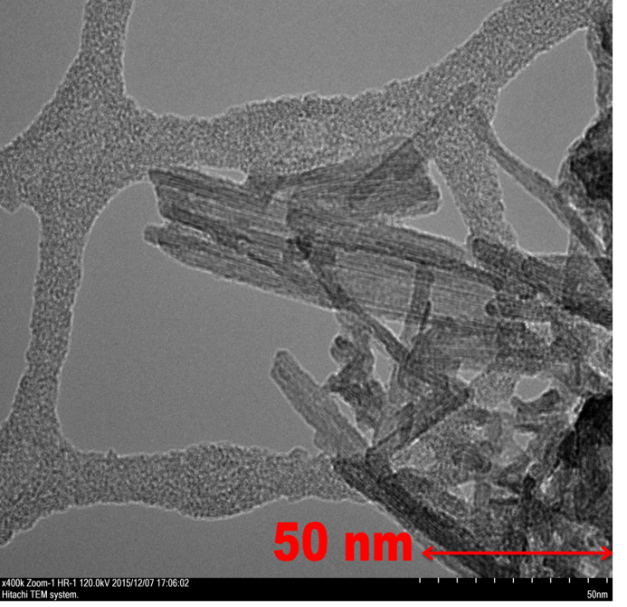 50 nm
x400k Zoom-1 HR-1 120.0kV 2015/12/07 17:06:02
Hitachi TEM system.
50nm